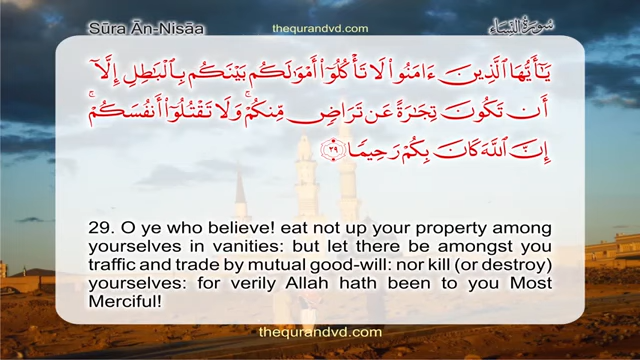 Sūra Ān-Nisāa
thequrandvd.com
سُورَةُ النِّسَاء
يَٰٓأَيُّهَا ٱلَّذِينَ ءَامَنُوا۟ لَا تَأْكُلُوٓا۟ أَمْوَٰلَكُم بَيْنَكُم بِٱلْبَٰطِلِ إِلَّآ
أَن تَكُونَ تِجَٰرَةً عَن تَرَاضٍ مِّنكُمْ ۚ وَلَا تَقْتُلُوٓا۟ أَنفُسَكُمْ ۚ
إِنَّ ٱللَّهَ كَانَ بِكُمْ رَحِيمًا ٢٩
29. O ye who believe! eat not up your property among
yourselves in vanities: but let there be amongst you
traffic and trade by mutual good-will: nor kill (or destroy)
yourselves: for verily Allah hath been to you Most
Merciful!
thequrandvd.com